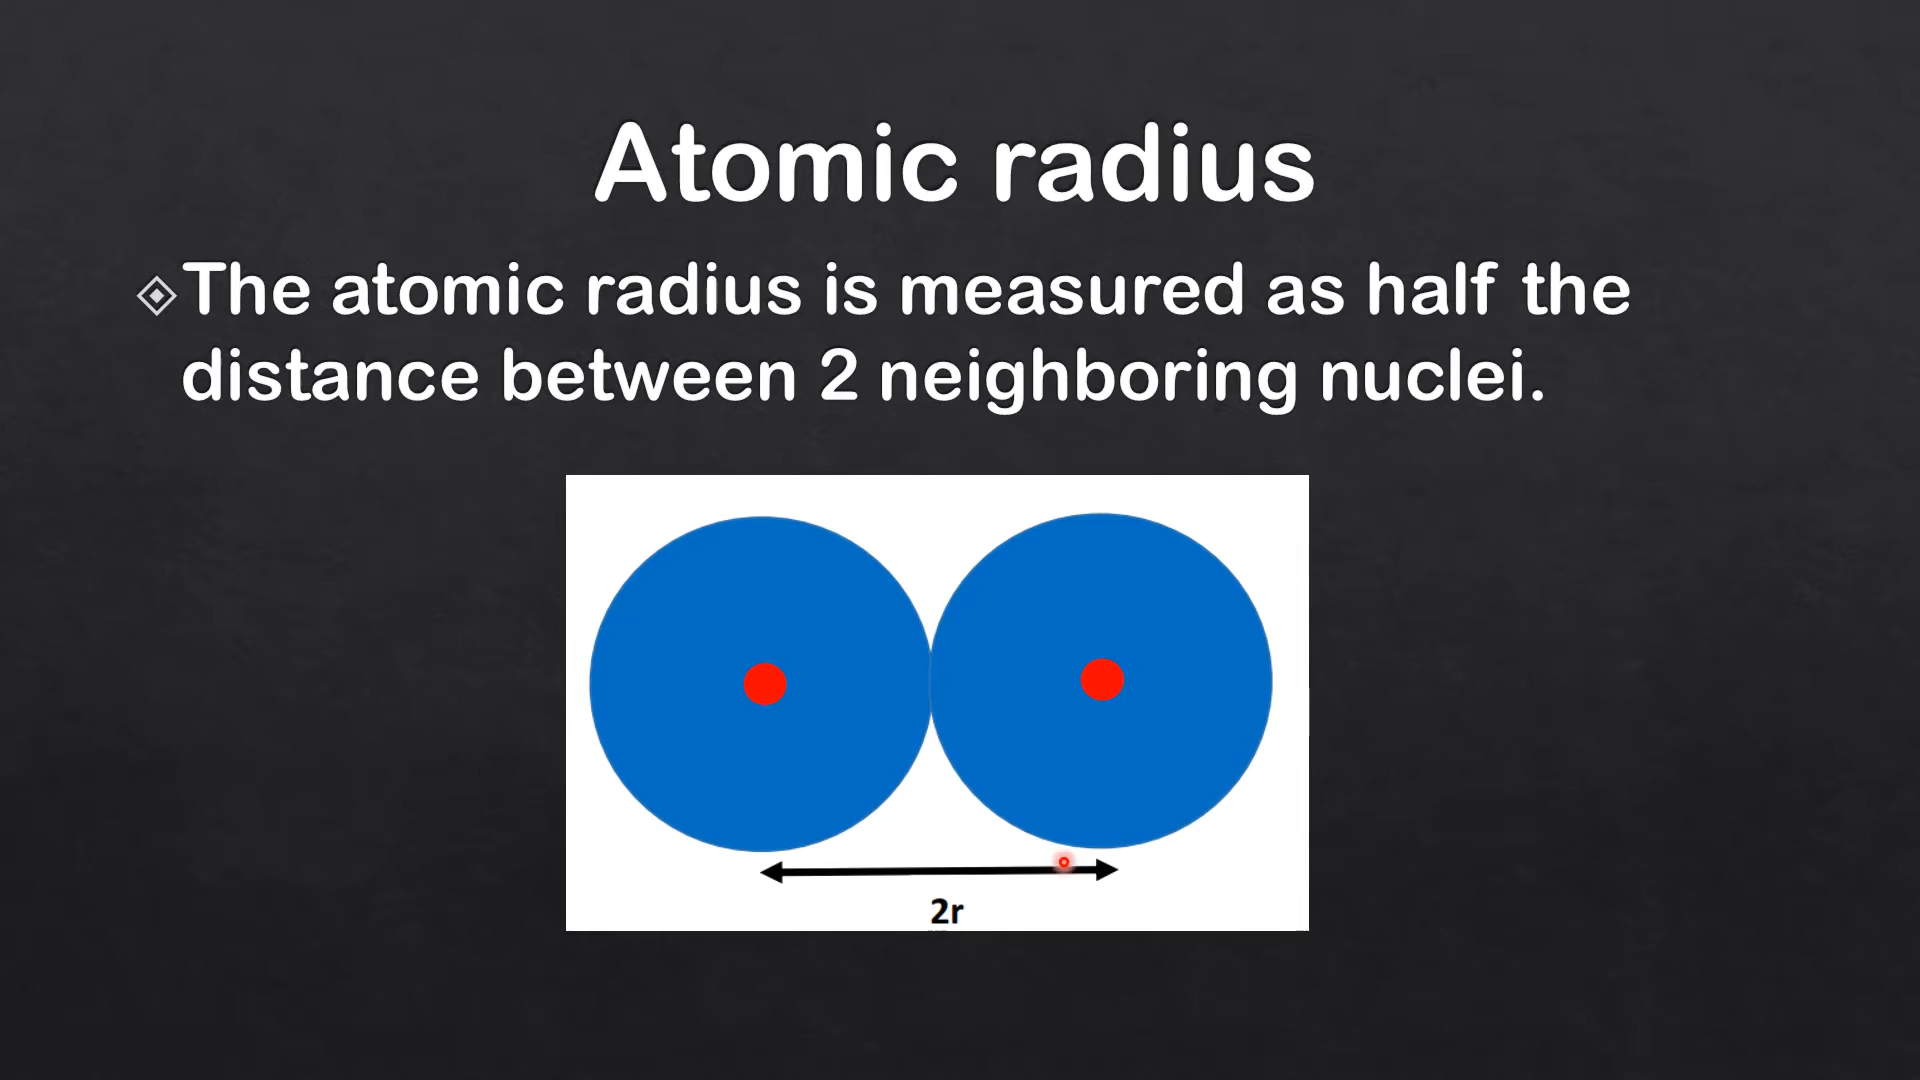 Atomic radius
The atomic radius is measured as half the
distance between 2 neighboring nuclei.
2r